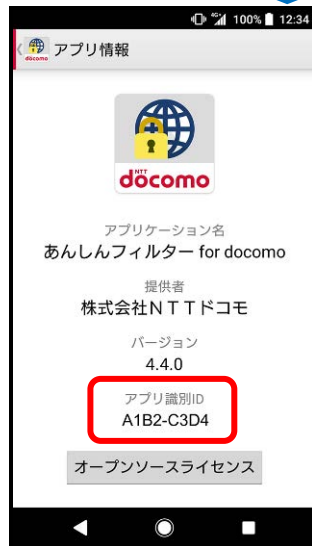 4G+ 100% 12:34
docomo アプリ情報
NTT
döcomo
アプリケーション名
あんしんフィルター for docomo
提供者
株式会社ＮＴＴドコモ
バージョン
4.4.0
アプリ識別ID
A1B2-C3D4
オープンソースライセンス